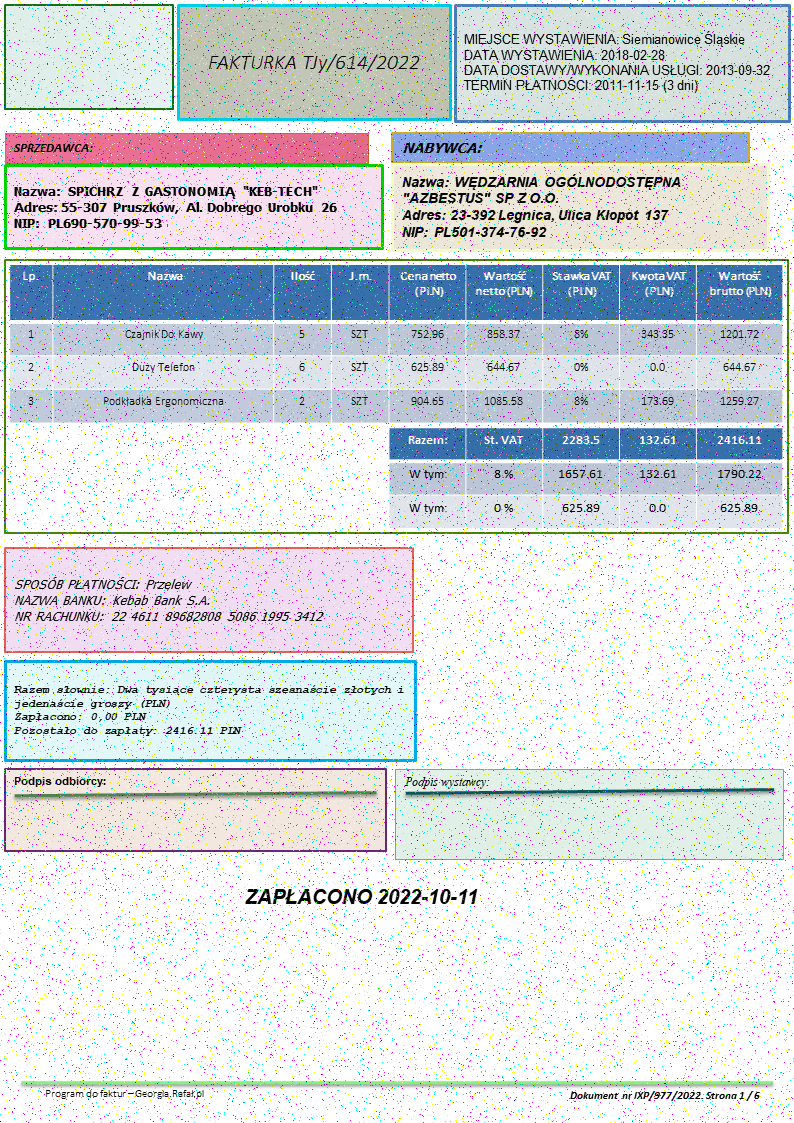 FAKTURKA TJy/614/2022
MIEJSCE WYSTAWIENIA: Siemianowice Śląskie
DATA WYSTAWIENIA: 2018-02-28
DATA DOSTAWY/WYKONANIA USŁUGI: 2013-09-32
TERMIN PŁATNOŚCI: 2011-11-15 (3 dni)
SPRZEDAWCA:
NABYWCA:
Nazwa: SPICHRZ Z GASTONOMIĄ "KEB-TECH"
Adres: 55-307 Pruszków, Al. Dobrego Urobku 26
NIP: PL690-570-99-53
Nazwa: WĘDZARNIA OGÓLNODOSTĘPNA
"AZBESTUS" SP Z O.O.
Adres: 23-392 Legnica, Ulica Kłopot 137
NIP: PL501-374-76-92
Lp. Nazwa Ilość J.m. Cena netto (PLN) Wartość netto (PLN) Stawka VAT (PLN) Kwota VAT (PLN) Wartość brutto (PLN)
1 Czajnik Do Kawy 5 SZT 752.96 858.37 8% 343.35 1201.72
2 Duży Telefon 6 SZT 625.89 644.67 0% 0.0 644.67
3 Podkładka Ergonomiczna 2 SZT 904.65 1085.58 8% 173.69 1259.27
Razem: St. VAT 2283.5 132.61 2416.11
W tym: 8 % 1657.61 132.61 1790.22
W tym: 0 % 625.89 0.0 625.89
SPOSÓB PŁATNOŚCI: Przelew
NAZWA BANKU: Kebab Bank S.A.
NR RACHUNKU: 22 4611 89682808 5086 1995 3412
Razem słownie: Dwa tysiące czterysta szesnaście złotych i
jedenaście groszy (PLN)
Zapłacono: 0,00 PLN
Pozostało do zapłaty: 2416.11 PLN
Podpis odbiorcy:
Podpis wystawcy:
ZAPŁACONO 2022-10-11
Program do faktur – Georgia.Rafał.pl
Dokument nr IXP/977/2022. Strona 1 / 6